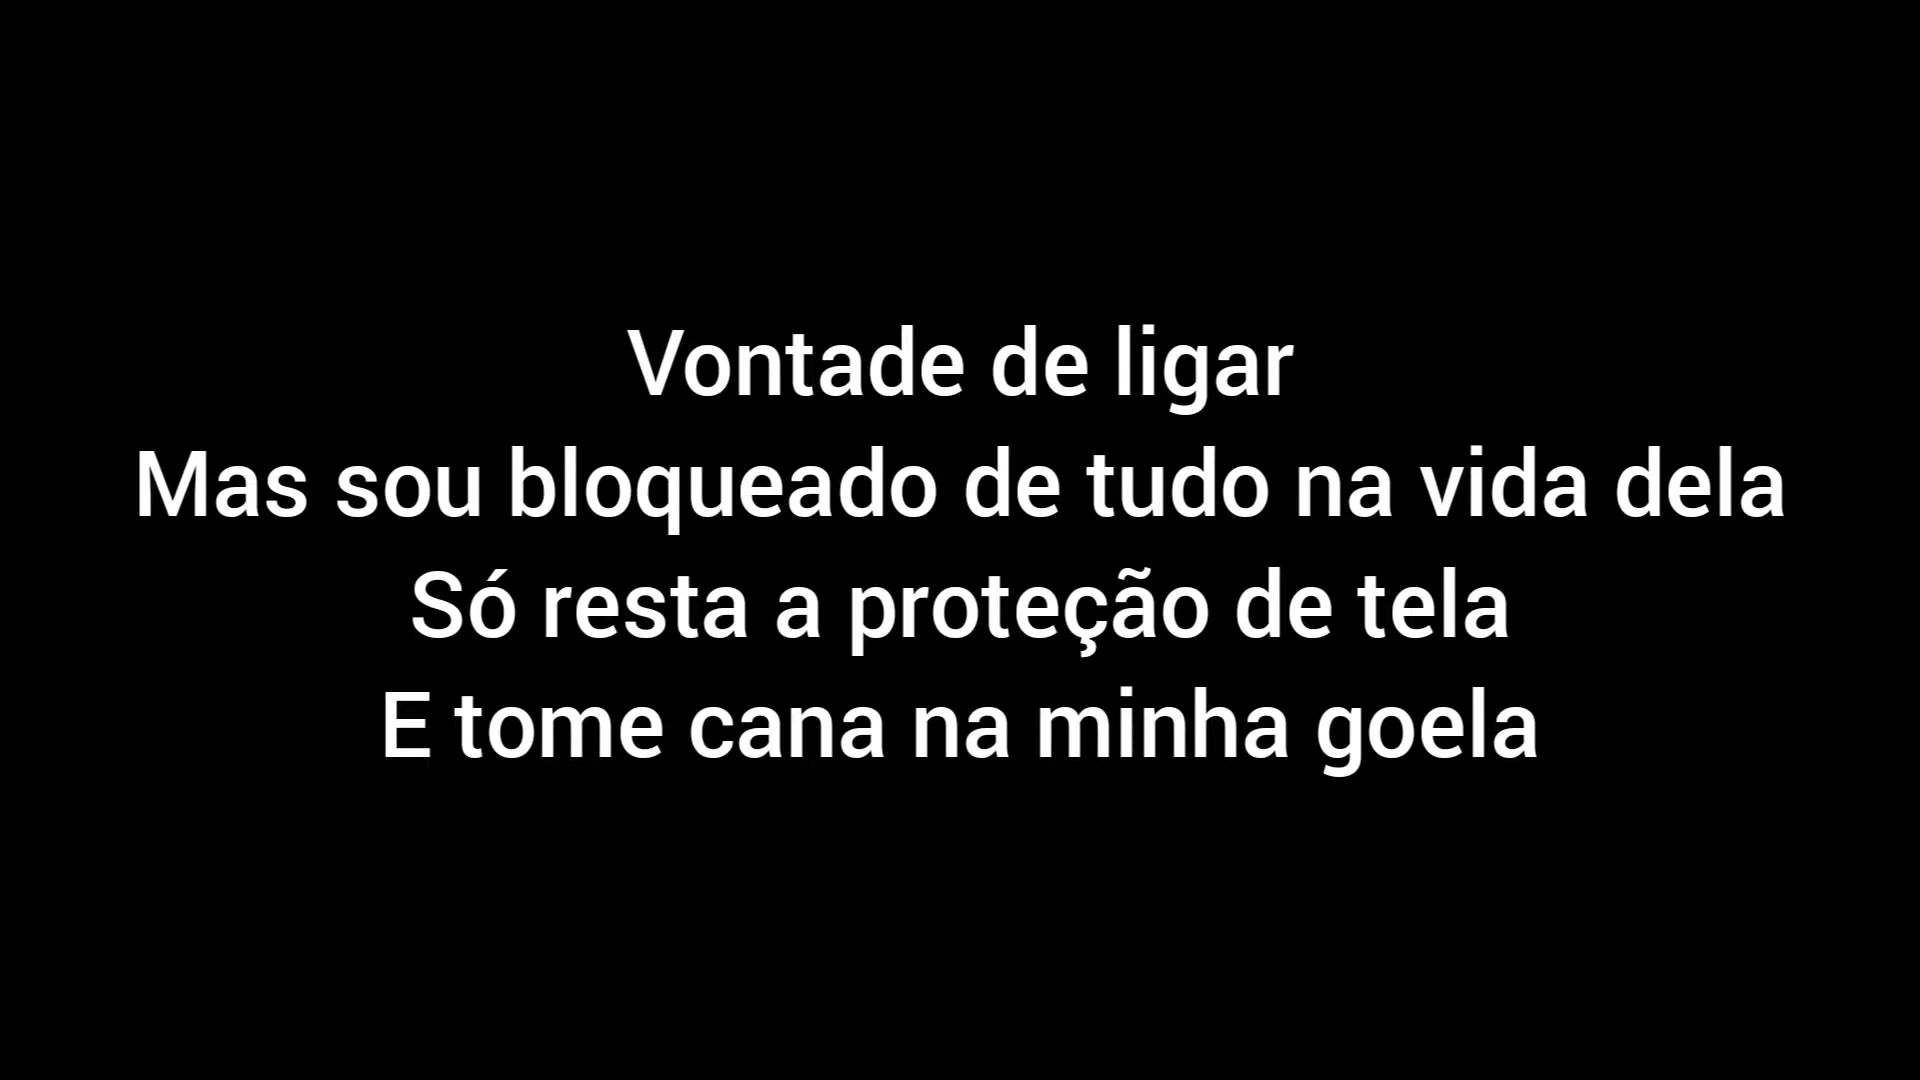 Vontade de ligar
Mas sou bloqueado de tudo na vida dela
Só resta a proteção de tela
E tome cana na minha goela